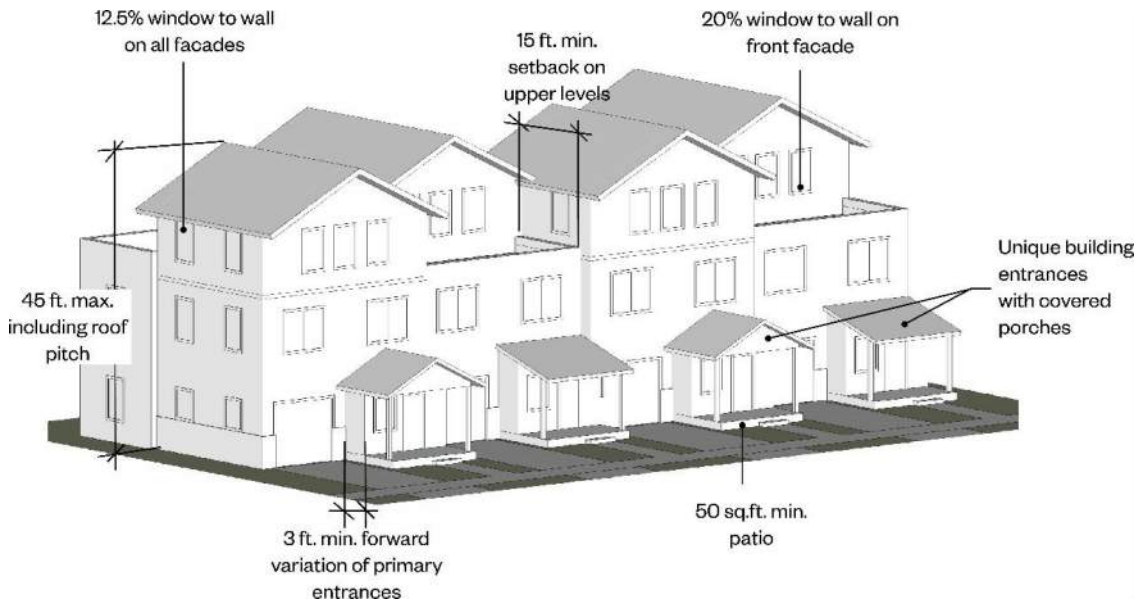 12.5% window to wall
on all facades
15 ft. min.
setback on
upper levels
20% window to wall on
front facade
45 ft. max.
including roof
pitch
Unique building
entrances
with covered
porches
3 ft. min. forward
variation of primary
entrances
50 sq.ft. min.
patio